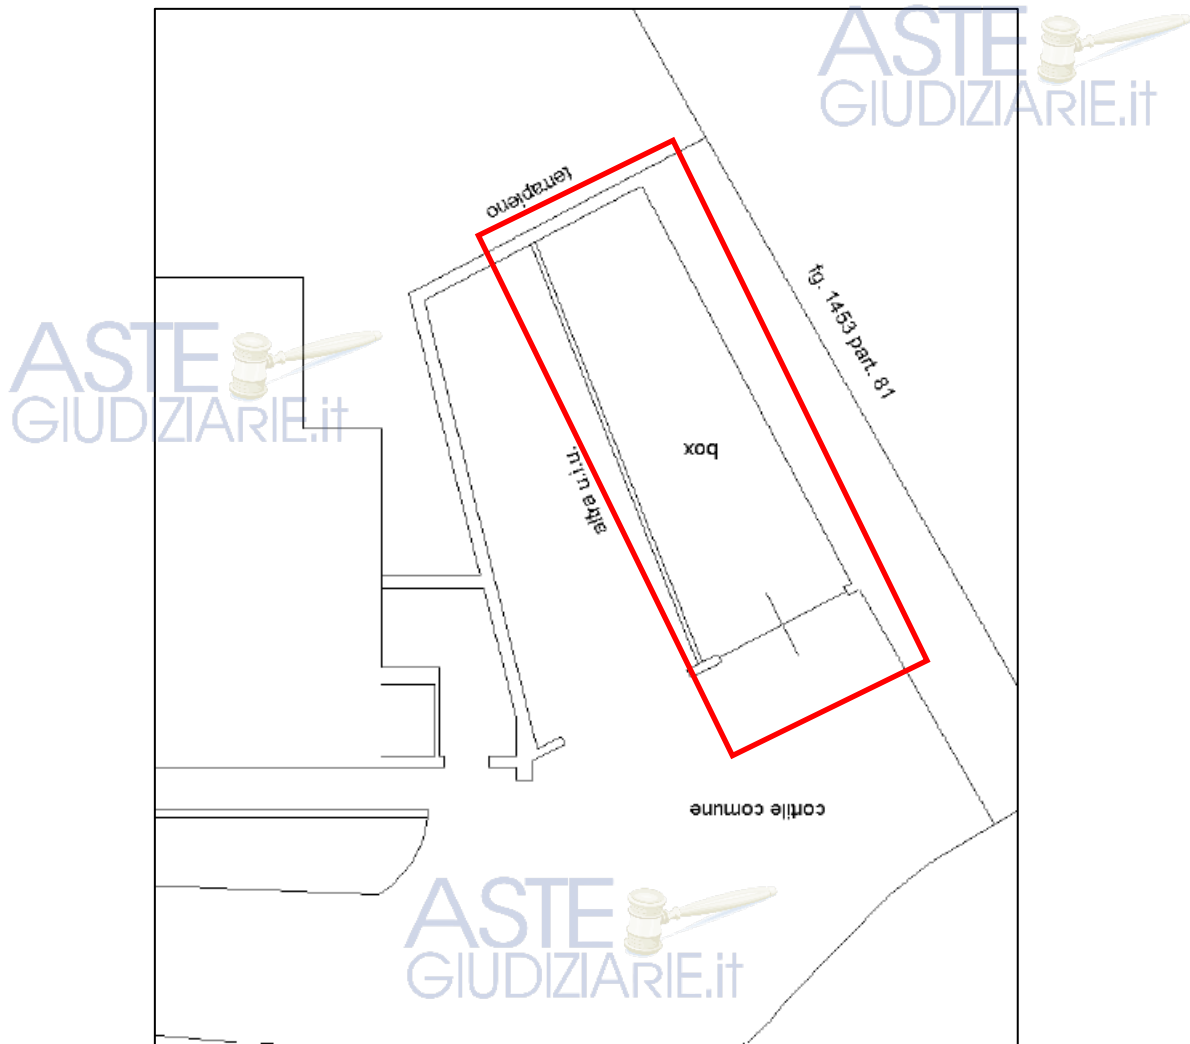 ASTE
GIUDIZIARIE.it
terrapieno
fg. 1453 part. 81
ASTE
GIUDIZIARIE.it
box
altra u.i.u.
cortile comune
ASTE
GIUDIZIARIE.it